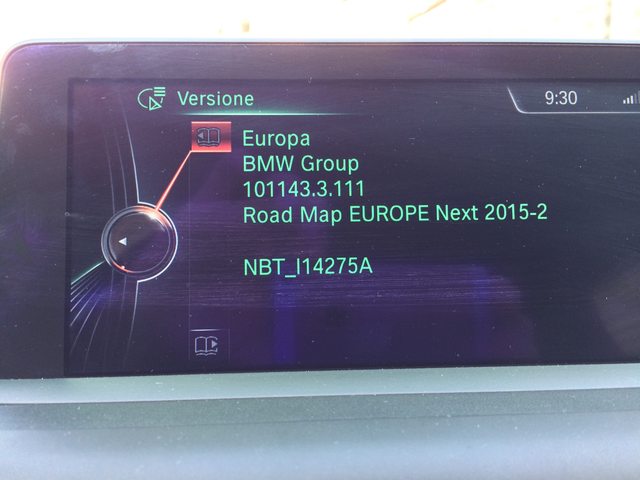 Versione
9:30
Europa
BMW Group
101143.3.111
Road Map EUROPE Next 2015-2
NBT_I14275A